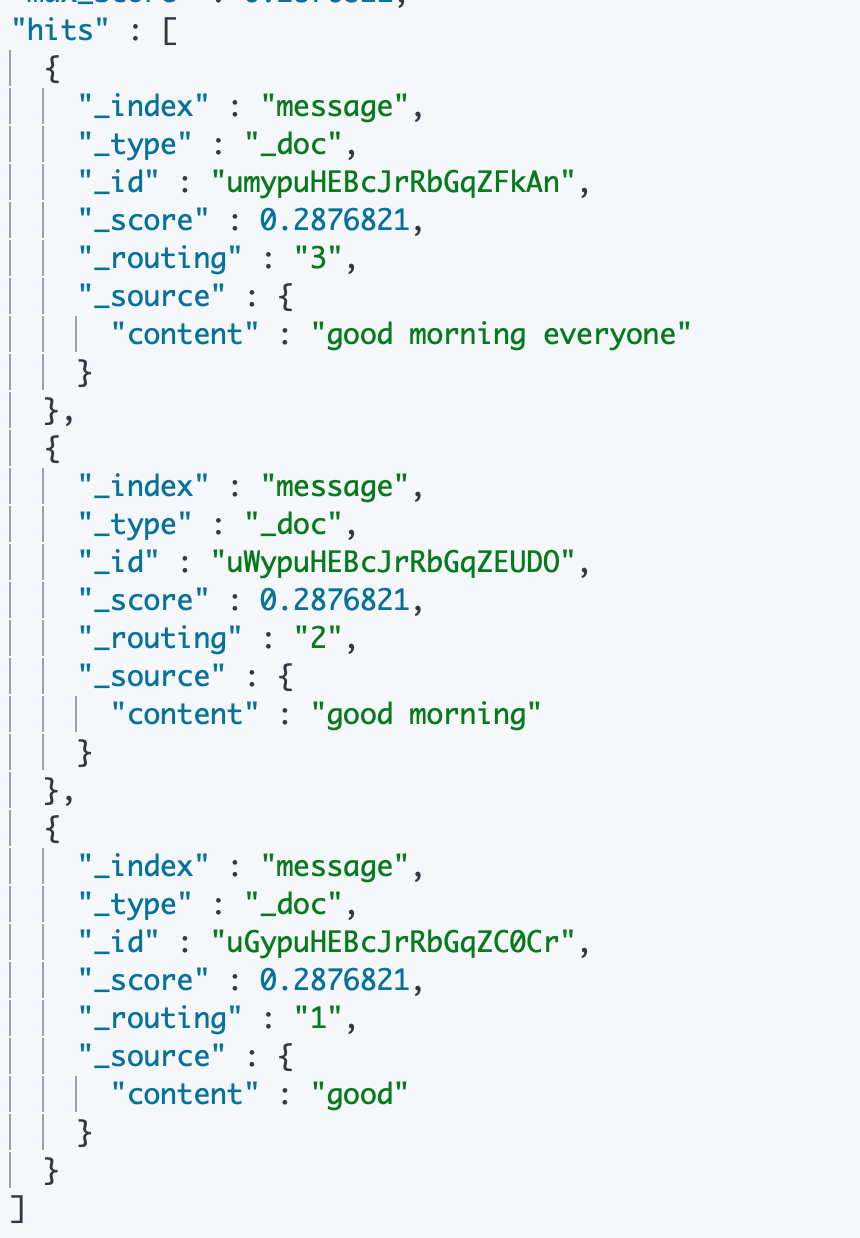 "max_score" : 0.2876821,
"hits" : [
{
"_index" : "message",
"_type" : "_doc",
"_id" : "umypuHEBcJrRbGqZFkAn",
"_score" : 0.2876821,
"_routing" : "3",
"_source" : {
"content" : "good morning everyone"
}
},
{
"_index" : "message",
"_type" : "_doc",
"_id" : "uWypuHEBcJrRbGqZEUDO",
"_score" : 0.2876821,
"_routing" : "2",
"_source" : {
"content" : "good morning"
}
},
{
"_index" : "message",
"_type" : "_doc",
"_id" : "uGypuHEBcJrRbGqZC0Cr",
"_score" : 0.2876821,
"_routing" : "1",
"_source" : {
"content" : "good"
}
}
]